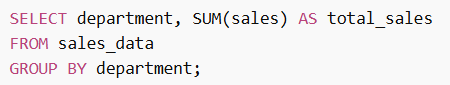 SELECT department, SUM(sales) AS total_sales
FROM sales_data
GROUP BY department;